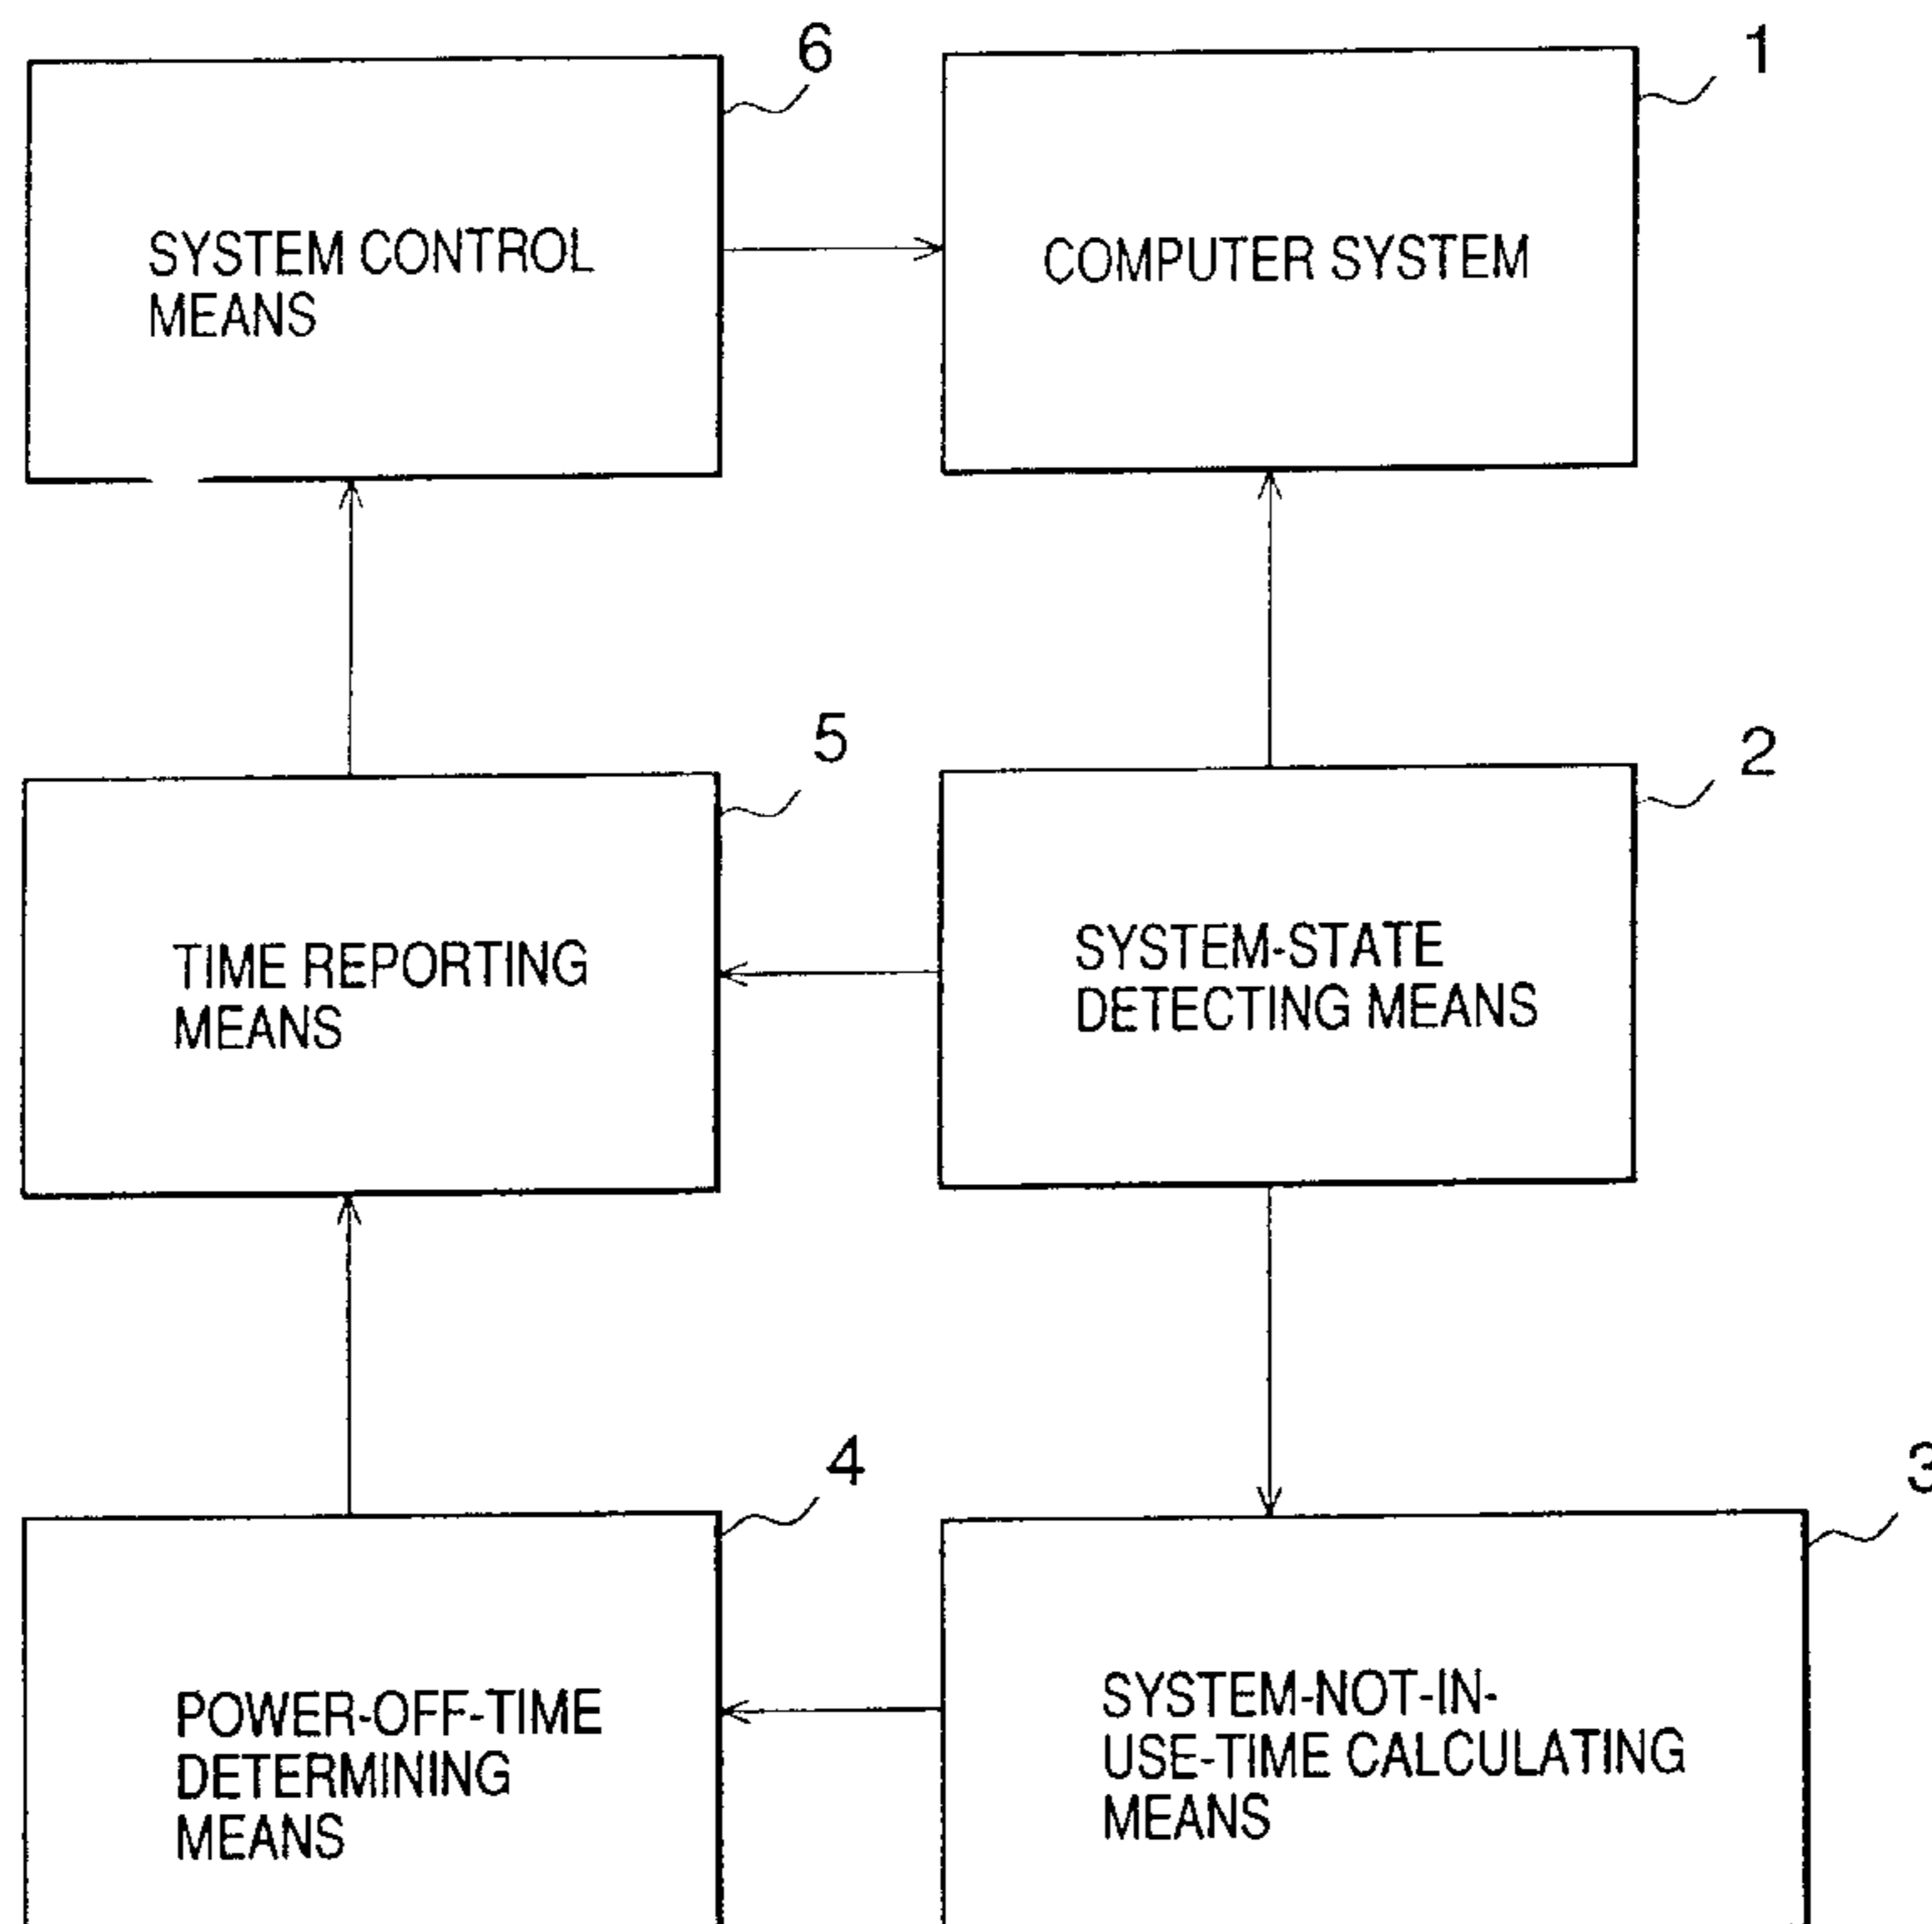 6
1
SYSTEM CONTROL
MEANS
COMPUTER SYSTEM
5
2
TIME REPORTING
MEANS
SYSTEM-STATE
DETECTING MEANS
4
3
POWER-OFF-TIME
DETERMINING
MEANS
SYSTEM-NOT-IN-
USE-TIME CALCULATING
MEANS